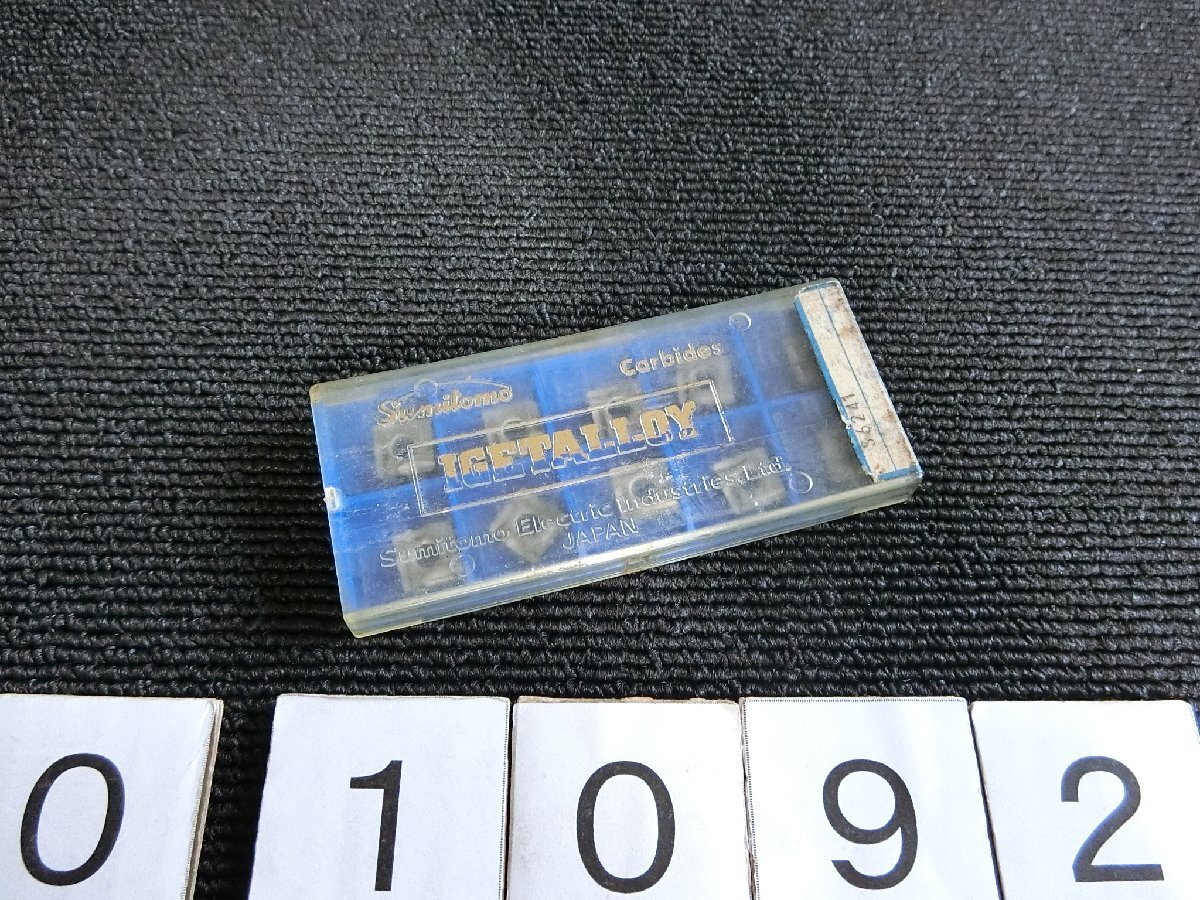 Sumitomo
Carbides
IGETALLOY
Sumitomo Electric Industries, Ltd.
JAPAN
0 1 0 9 2